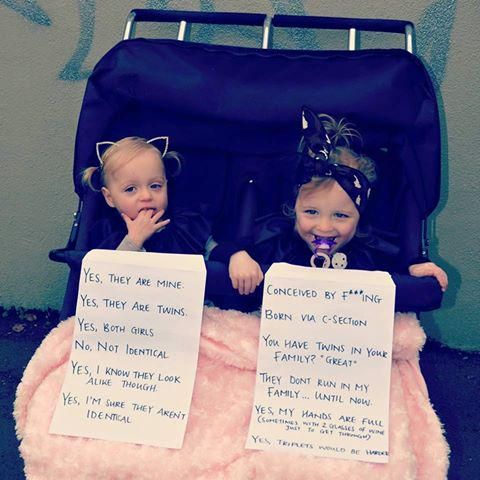 YES, THEY ARE MINE.
YES, THEY ARE TWINS.
YES, BOTH GIRLS
NO, NOT IDENTICAL
YES, I KNOW THEY LOOK
ALIKE THOUGH.
YES, I'M SURE THEY ARENT
IDENTICAL
CONCEIVED BY F***ING
BORN VIA C-SECTION
YOU HAVE TWINS IN YOUR
FAMILY? "GREAT"
THEY DONT RUN IN MY
FAMILY... UNTIL NOW.
YES, MY HANDS ARE FULL
(SOMETIMES WITH 2 GLASSES OF WINE
JUST TO GET THROUGH)
YES, TRIPLETS WOULD BE HARDER